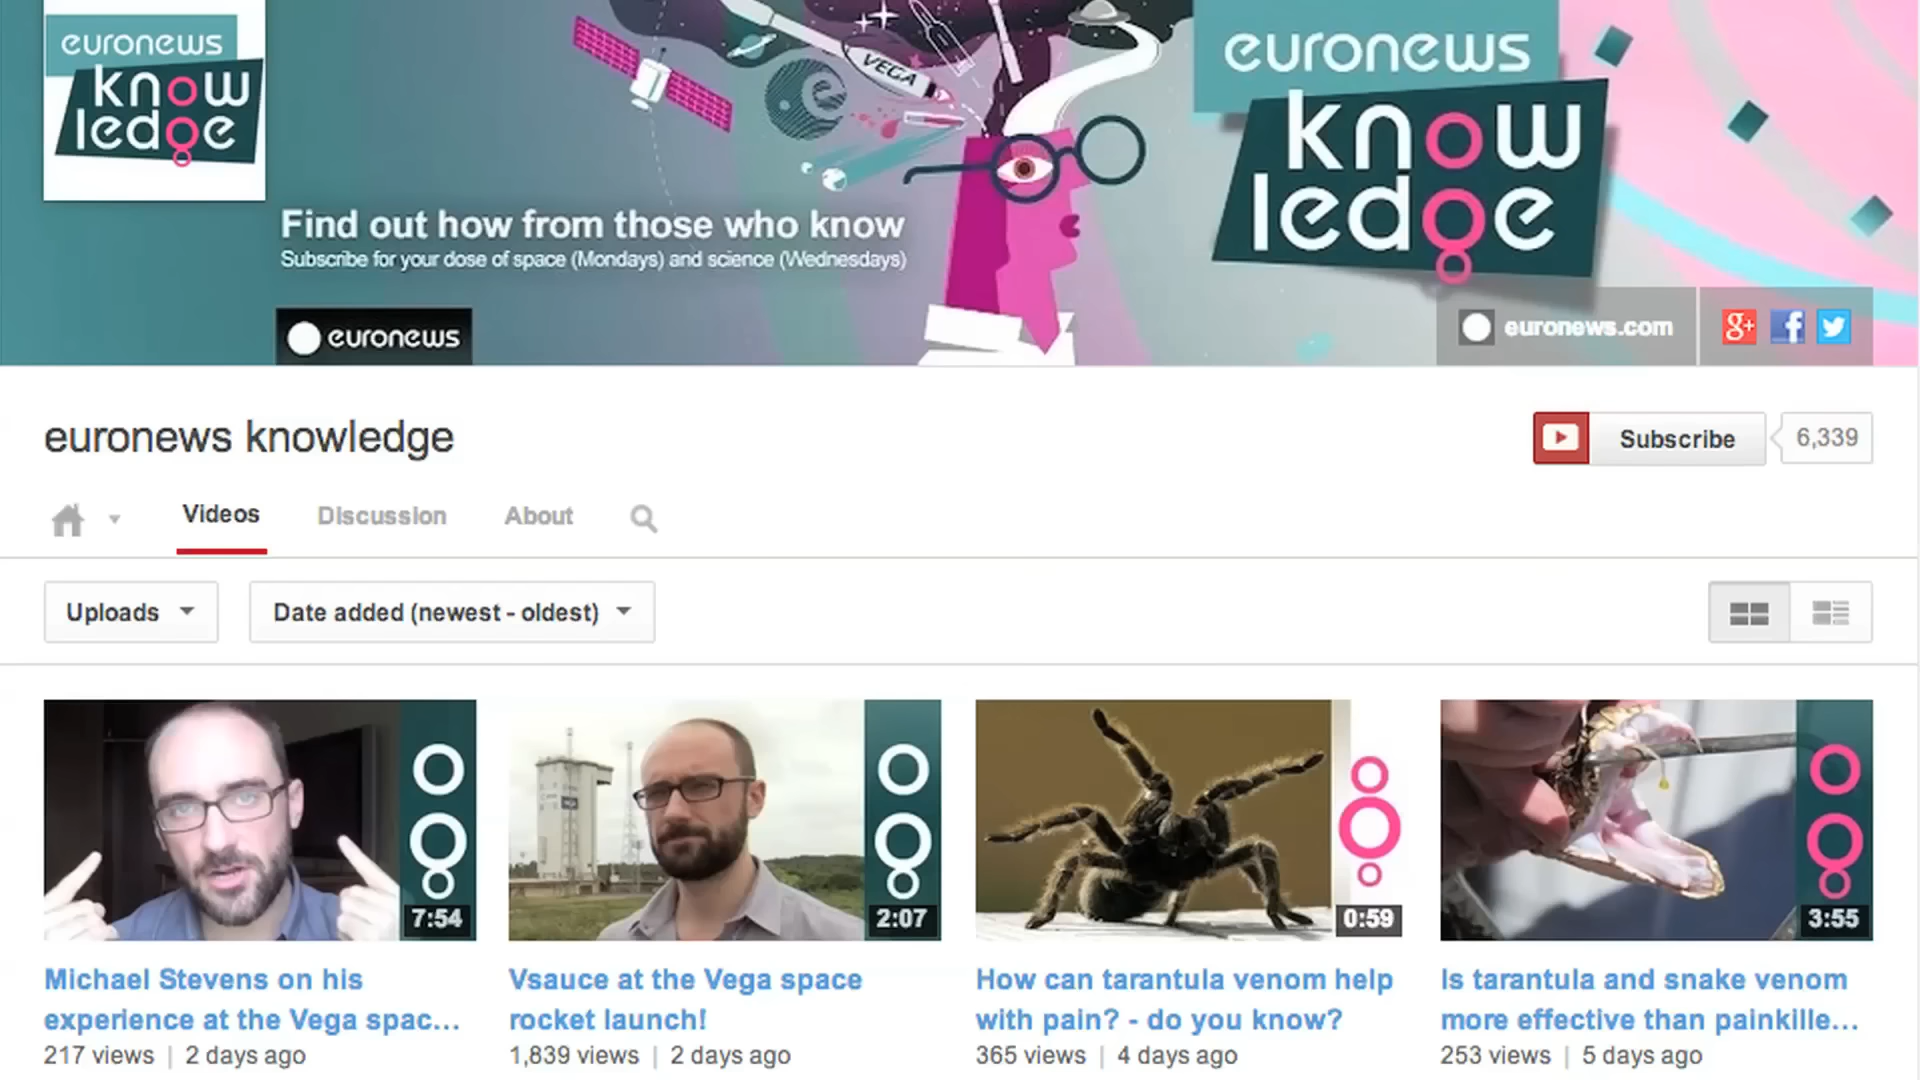 euronews
know
ledge
VEGA
euronews
know
ledge
Find out how from those who know
Subscribe for your dose of space (Mondays) and science (Wednesdays)
euronews
euronews.com
g+
f
euronews knowledge
Subscribe
6,339
Videos
Discussion
About
Uploads
Date added (newest - oldest)
7:54
2:07
0:59
3:55
Michael Stevens on his
experience at the Vega spac...
217 views | 2 days ago
Vsauce at the Vega space
rocket launch!
1,839 views | 2 days ago
How can tarantula venom help
with pain? - do you know?
365 views | 4 days ago
Is tarantula and snake venom
more effective than painkille...
253 views | 5 days ago